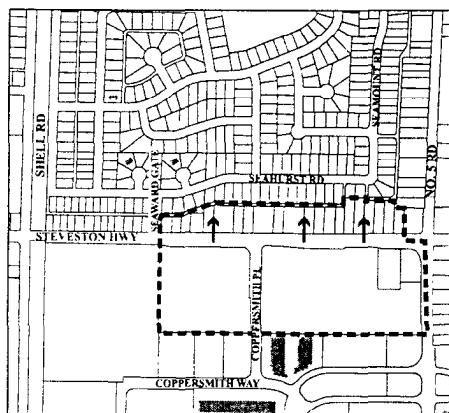 SHELL RD
SEAWARD GATE
SEAHURST RD
SEAMOUNT RD
NO. 5 RD
STEVESTON HWY
COPPERSMITH PL
COPPERSMITH WAY